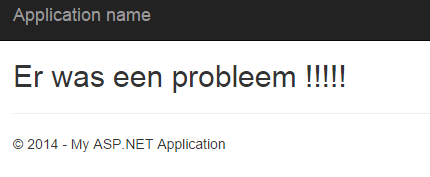 Application name
Er was een probleem !!!!!
© 2014 - My ASP.NET Application